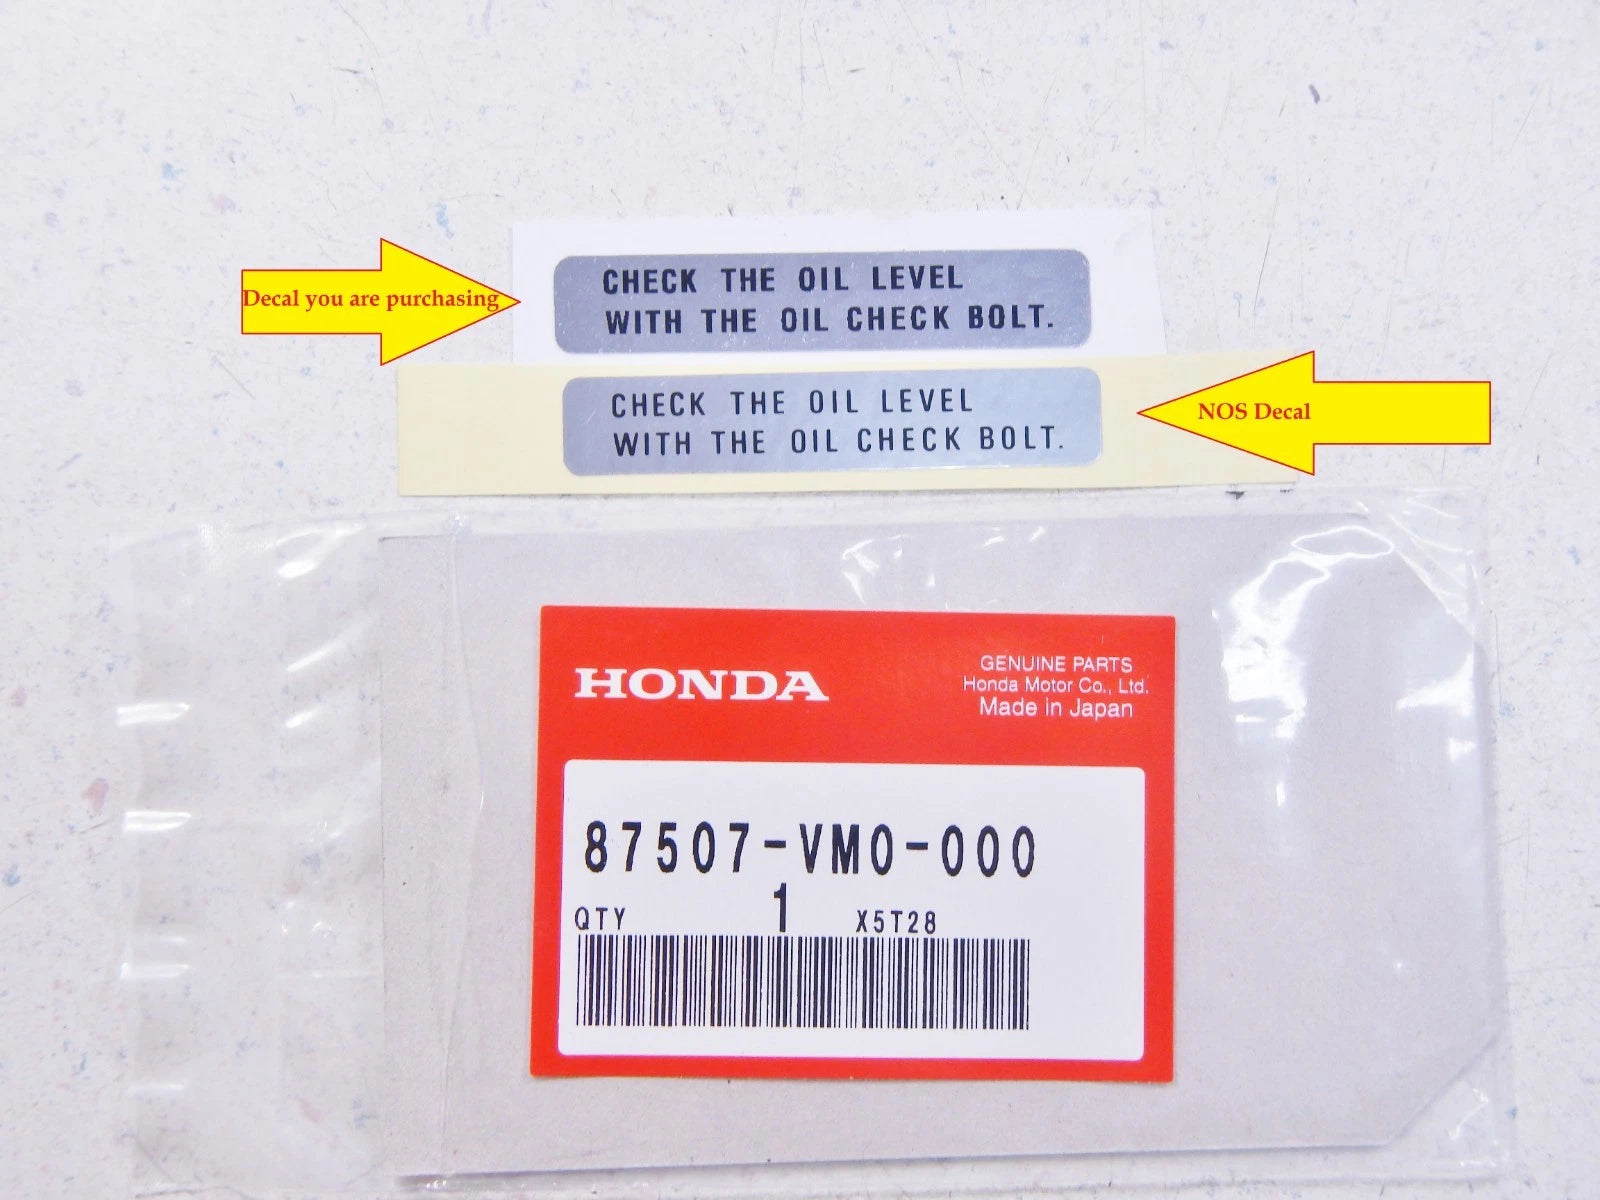 Decal you are purchasing
CHECK THE OIL LEVEL
WITH THE OIL CHECK BOLT.
CHECK THE OIL LEVEL
WITH THE OIL CHECK BOLT.
NOS Decal
HONDA
GENUINE PARTS
Honda Motor Co., Ltd.
Made in Japan
87507-VM0-000
QTY 1 X5T28